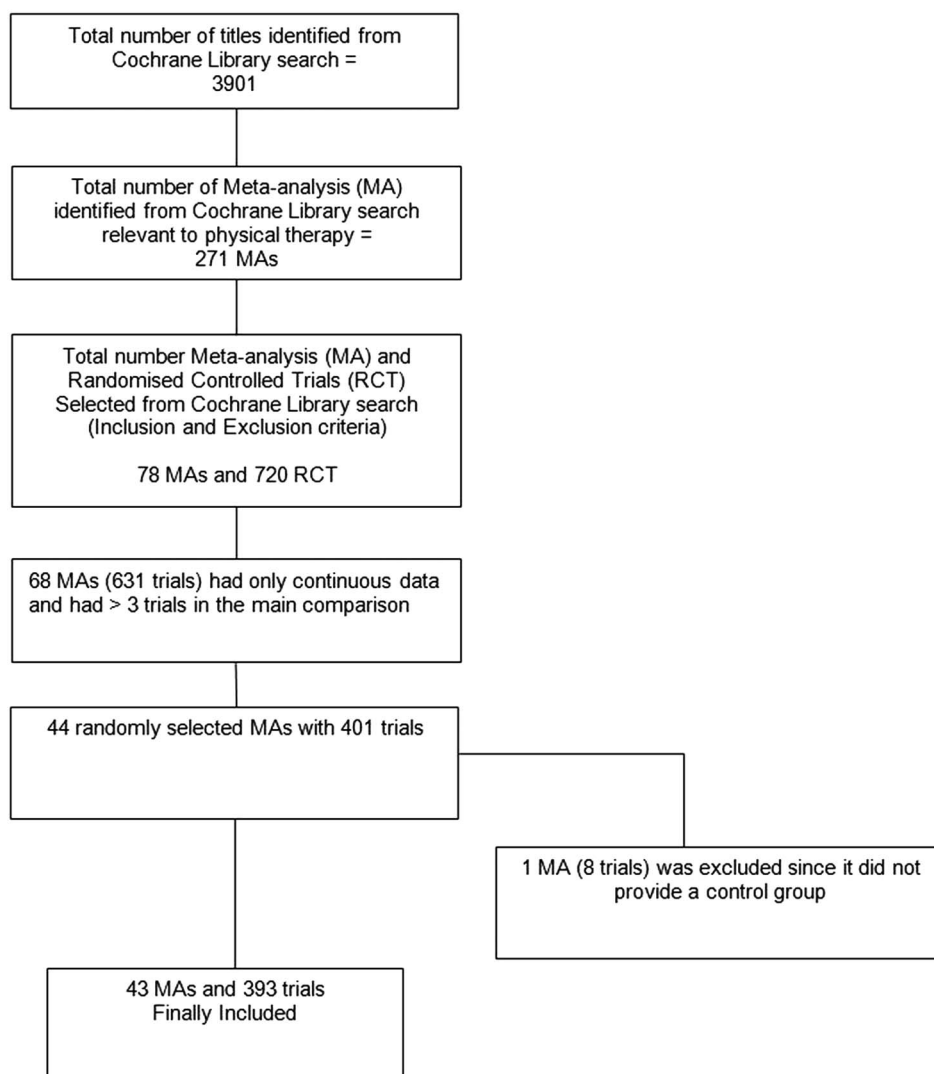 Total number of titles identified from
Cochrane Library search =
3901
Total number of Meta-analysis (MA)
identified from Cochrane Library search
relevant to physical therapy =
271 MAs
Total number Meta-analysis (MA) and
Randomised Controlled Trials (RCT)
Selected from Cochrane Library search
(Inclusion and Exclusion criteria)
78 MAs and 720 RCT
68 MAs (631 trials) had only continuous data
and had > 3 trials in the main comparison
44 randomly selected MAs with 401 trials
1 MA (8 trials) was excluded since it did not
provide a control group
43 MAs and 393 trials
Finally Included